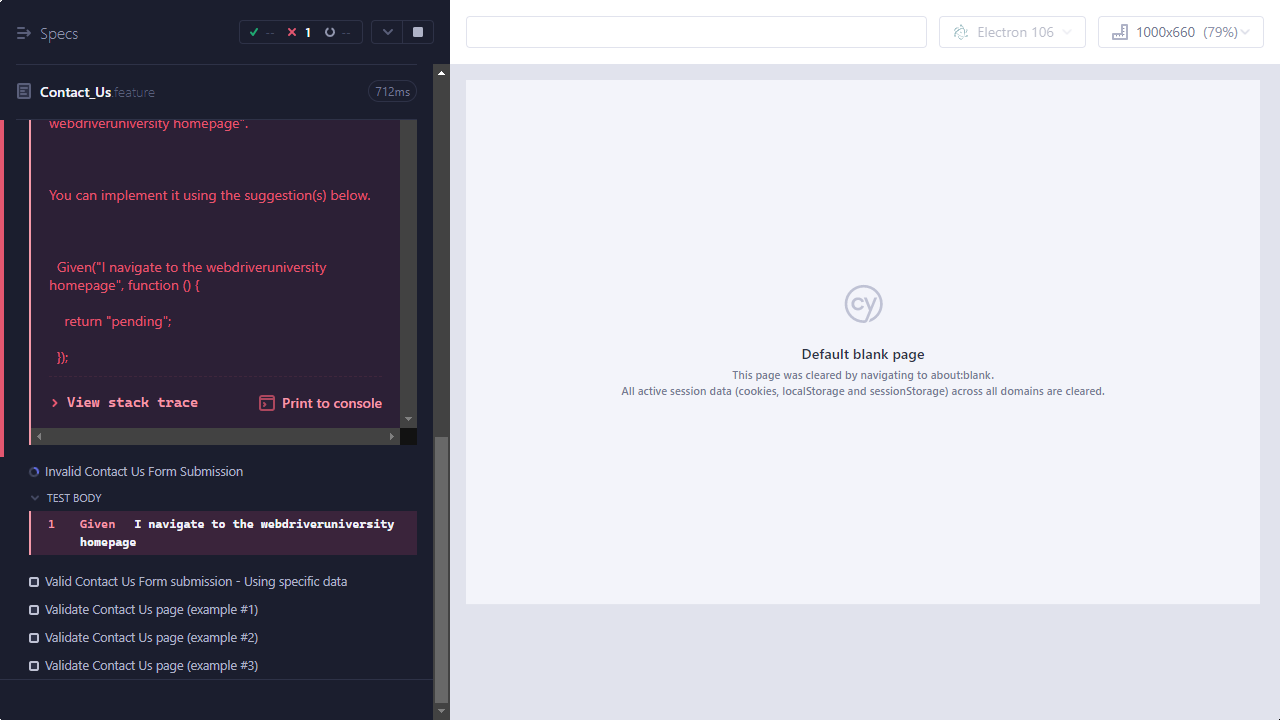 Specs
-- 1 --
Electron 106
1000x660 (79%)
Contact_Us.feature
712ms
webdriveruniversity homepage".
You can implement it using the suggestion(s) below.
Given("I navigate to the webdriveruniversity
homepage", function () {
return "pending";
});
View stack trace
Print to console
Invalid Contact Us Form Submission
TEST BODY
1 Given I navigate to the webdriveruniversity
homepage
Valid Contact Us Form submission - Using specific data
Validate Contact Us page (example #1)
Validate Contact Us page (example #2)
Validate Contact Us page (example #3)
cy
Default blank page
This page was cleared by navigating to about:blank.
All active session data (cookies, localStorage and sessionStorage) across all domains are cleared.